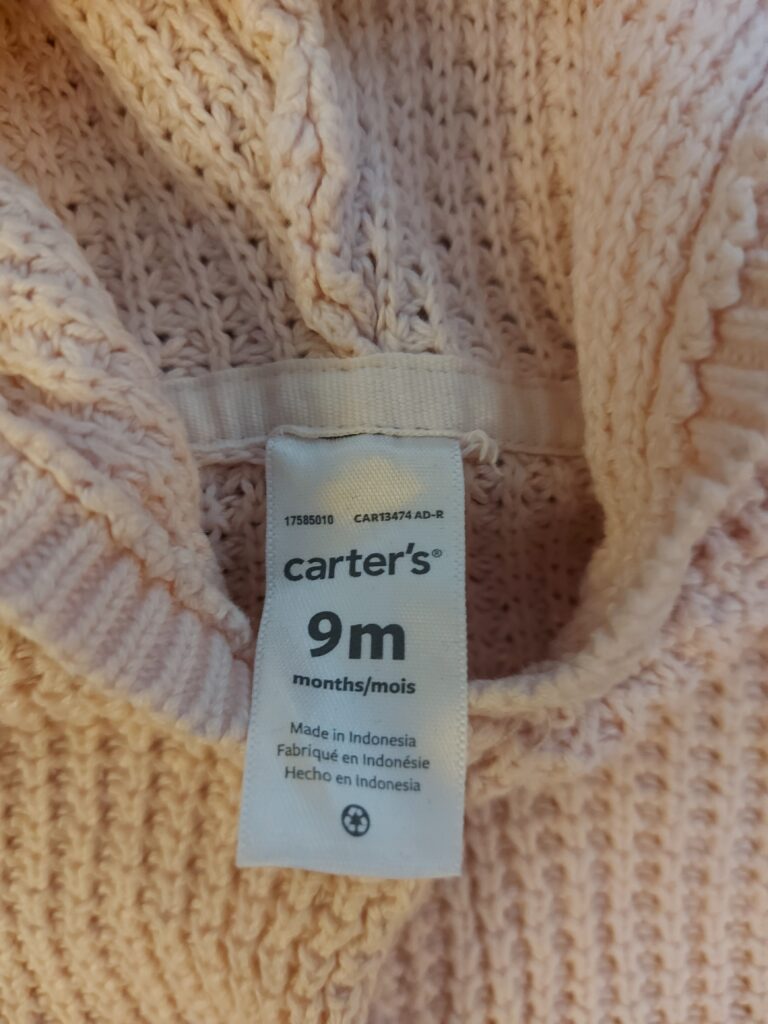 17585010 CAR13474 AD-R
carter's®
9m
months/mois
Made in Indonesia
Fabriqué en Indonésie
Hecho en Indonesia